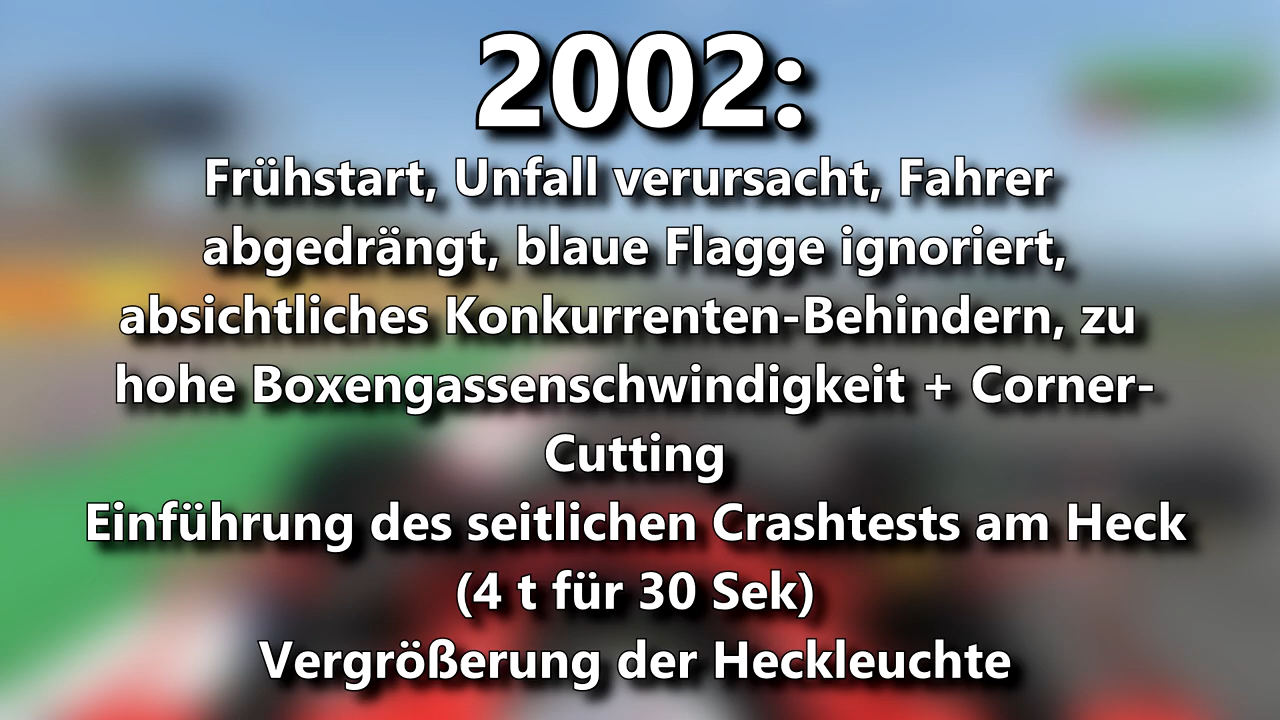 2002:
Frühstart, Unfall verursacht, Fahrer
abgedrängt, blaue Flagge ignoriert,
absichtliches Konkurrenten-Behindern, zu
hohe Boxengassenschwindigkeit + Corner-
Cutting
Einführung des seitlichen Crashtests am Heck
(4 t für 30 Sek)
Vergrößerung der Heckleuchte